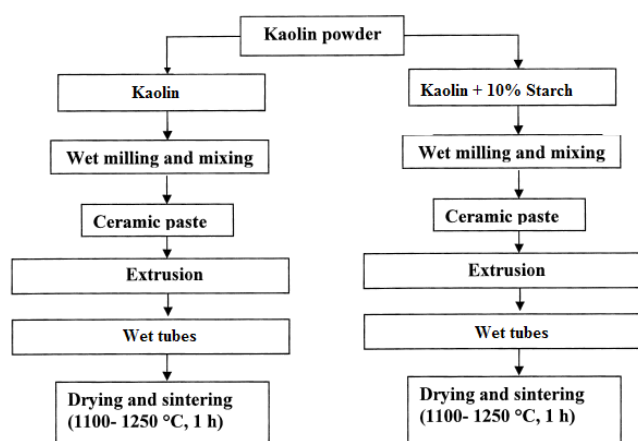 Kaolin powder
Kaolin
Wet milling and mixing
Ceramic paste
Extrusion
Wet tubes
Drying and sintering
(1100- 1250 °C, 1 h)
Kaolin + 10% Starch
Wet milling and mixing
Ceramic paste
Extrusion
Wet tubes
Drying and sintering
(1100- 1250 °C, 1 h)